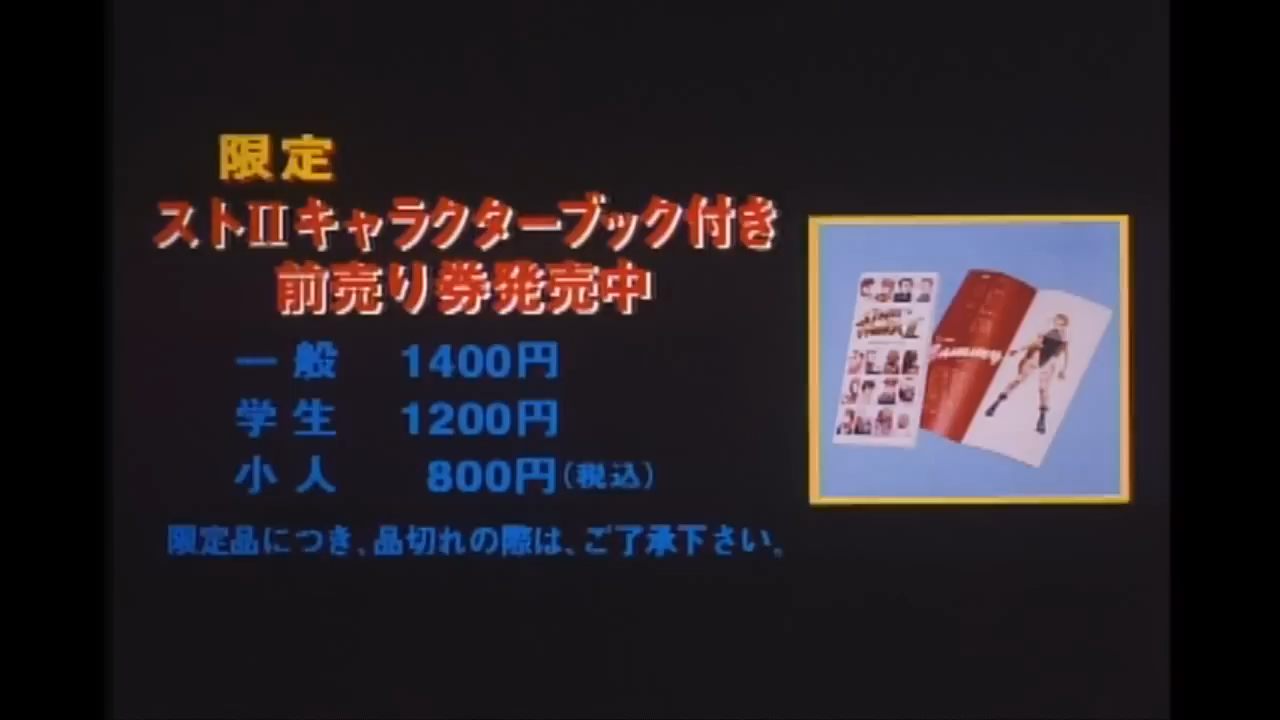 限定
ストⅡキャラクターブック付き
前売り券発売中
一般 1400円
学生 1200円
小人 800円(税込)
限定品につき、品切れの際は、ご了承下さい。
Cammy